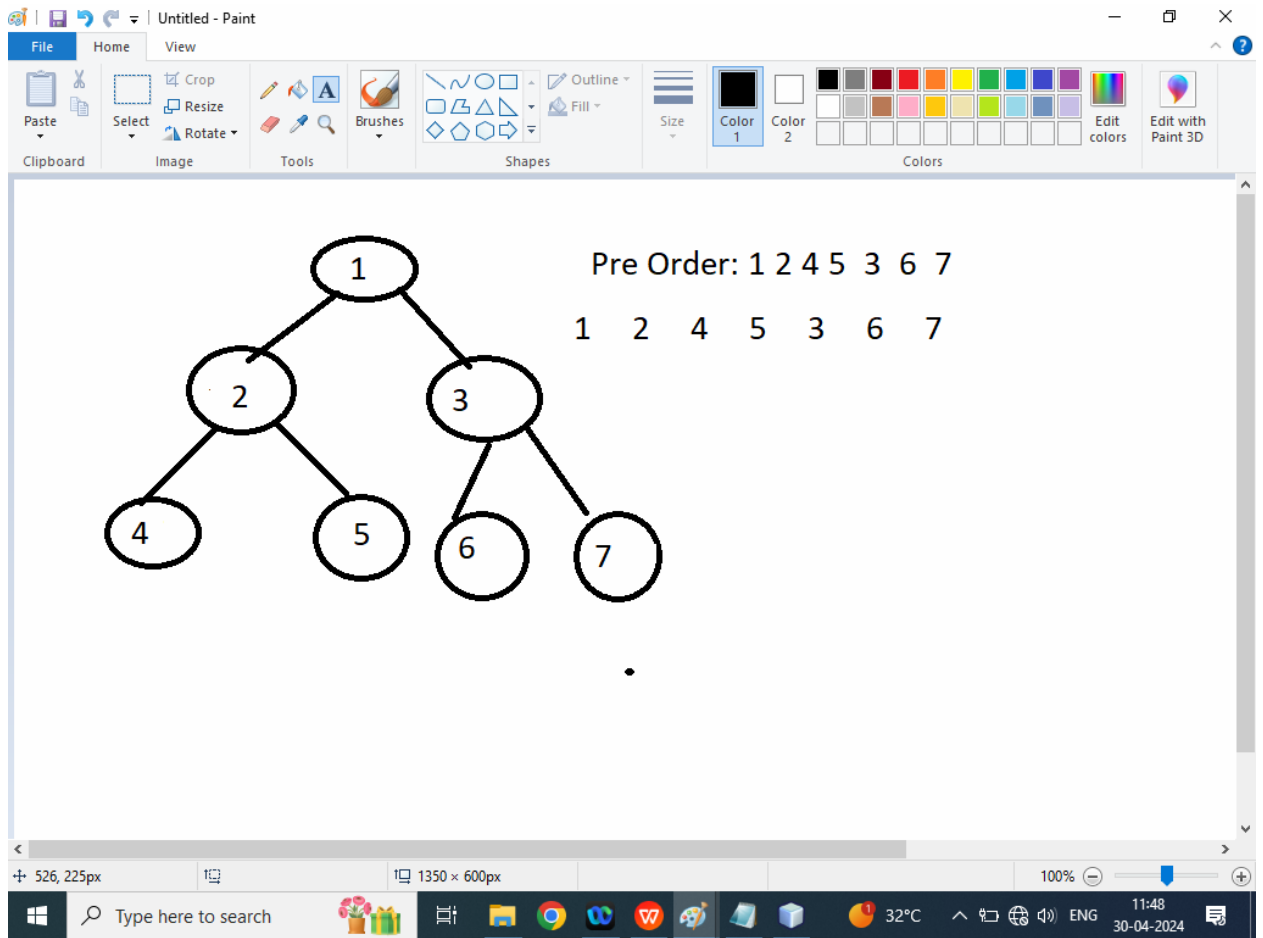 Untitled - Paint
File Home View
Paste
Select
Crop
Resize
Rotate
A
Brushes
Outline
Fill
Size
Color 1
Color 2
Edit colors
Edit with Paint 3D
Clipboard Image Tools Shapes Colors
1
Pre Order: 1 2 4 5 3 6 7
1 2 4 5 3 6 7
2 3
4 5 6 7
526, 225px 1350 × 600px 100%
Type here to search
W
1
32°C
ENG
11:48
30-04-2024